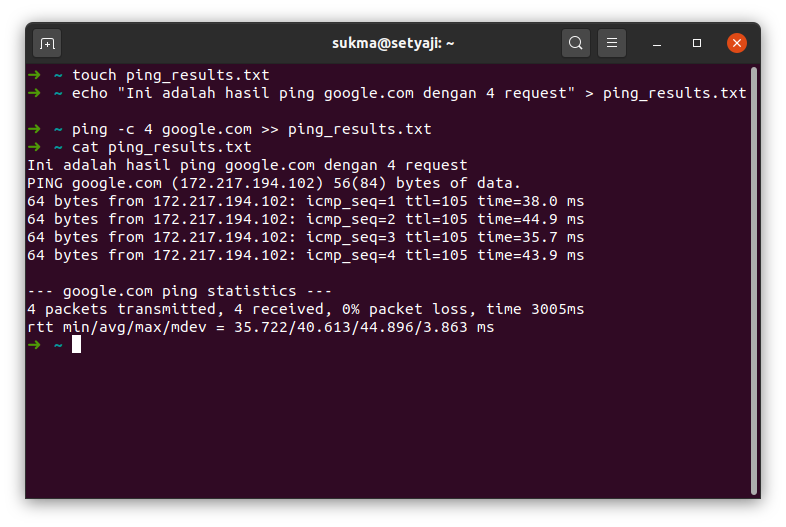 sukma@setyaji: ~
➜ ~ touch ping_results.txt
➜ ~ echo "Ini adalah hasil ping google.com dengan 4 request" > ping_results.txt
➜ ~ ping -c 4 google.com >> ping_results.txt
➜ ~ cat ping_results.txt
Ini adalah hasil ping google.com dengan 4 request
PING google.com (172.217.194.102) 56(84) bytes of data.
64 bytes from 172.217.194.102: icmp_seq=1 ttl=105 time=38.0 ms
64 bytes from 172.217.194.102: icmp_seq=2 ttl=105 time=44.9 ms
64 bytes from 172.217.194.102: icmp_seq=3 ttl=105 time=35.7 ms
64 bytes from 172.217.194.102: icmp_seq=4 ttl=105 time=43.9 ms
--- google.com ping statistics ---
4 packets transmitted, 4 received, 0% packet loss, time 3005ms
rtt min/avg/max/mdev = 35.722/40.613/44.896/3.863 ms
➜ ~